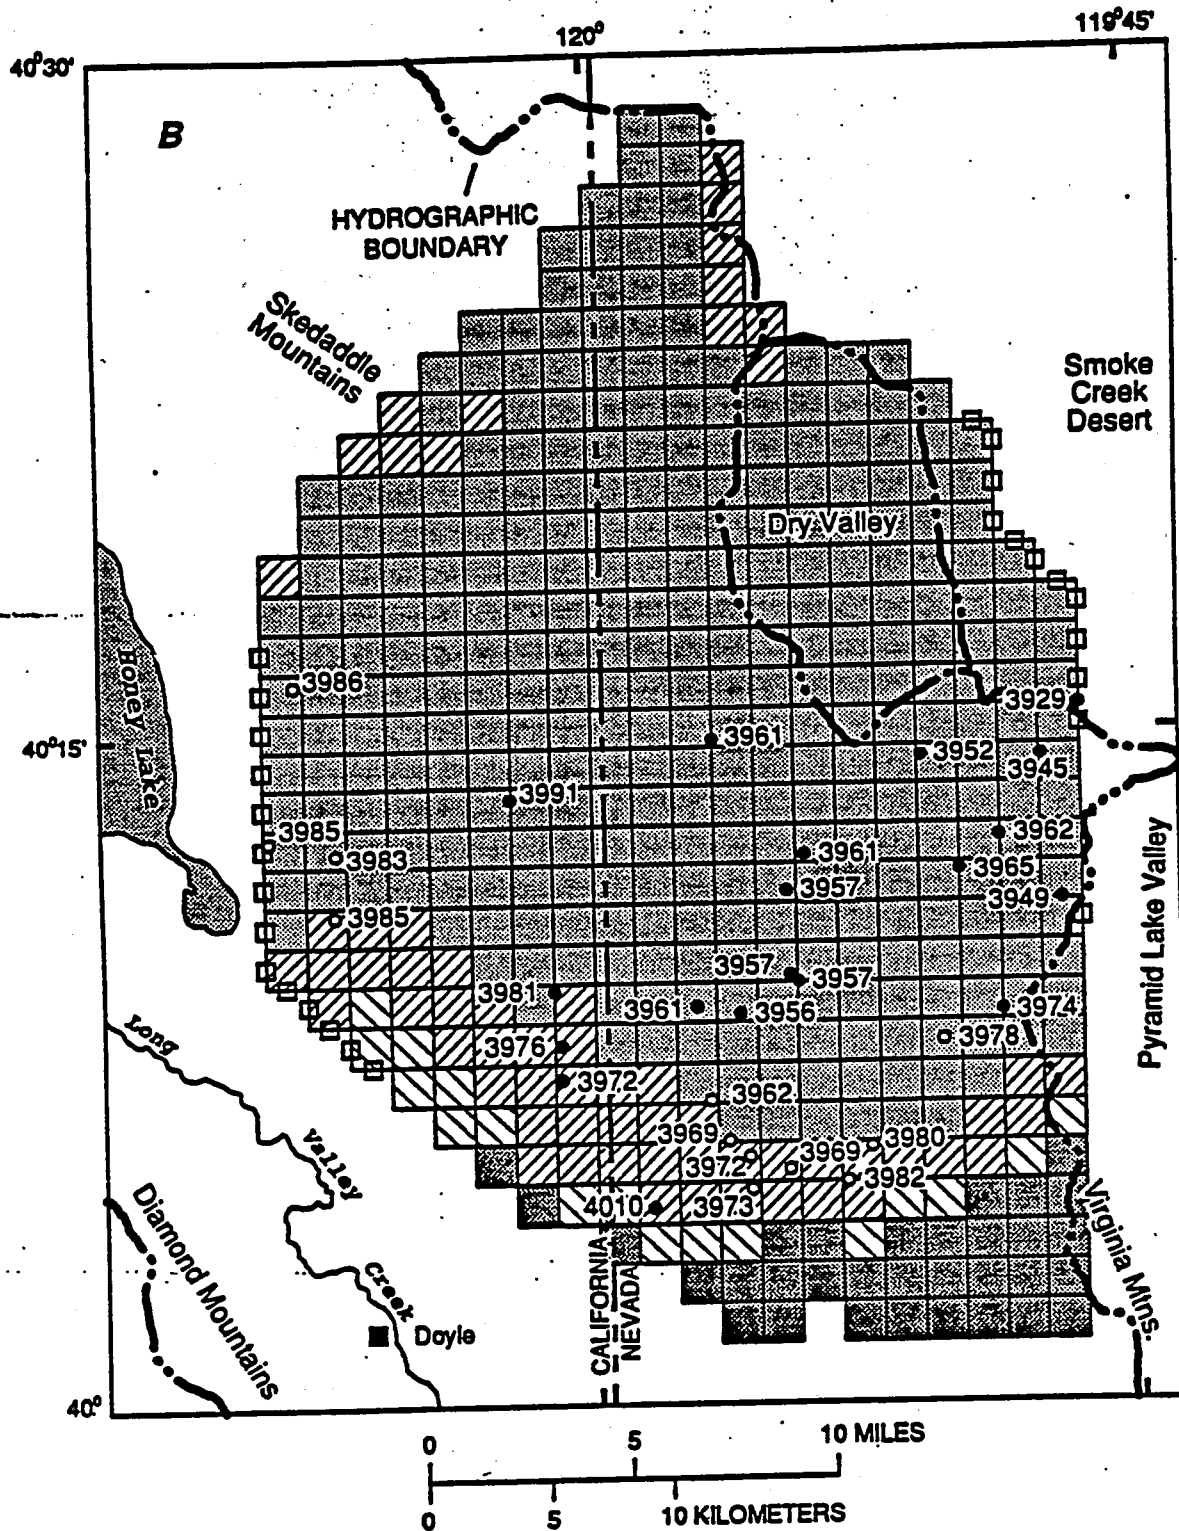 119°45'
120°
40°30'
B
HYDROGRAPHIC
BOUNDARY
Skedaddle
Mountains
Smoke
Creek
Desert
Dry Valley
Honey Lake
3986
3929
40°15'
3961
3952
3945
3991
3985
3983
3961
3962
3965
3957
3949
3985
Pyramid Lake Valley
3957
3957
3981
3961
3956
3974
3978
3976
3972
3962
Long
Valley
Creek
3969
3980
3972
3969
3982
4010
3973
Diamond Mountains
Virginia Mtns.
CALIFORNIA
NEVADA
Doyle
40°
0 5 10 MILES
0 5 10 KILOMETERS